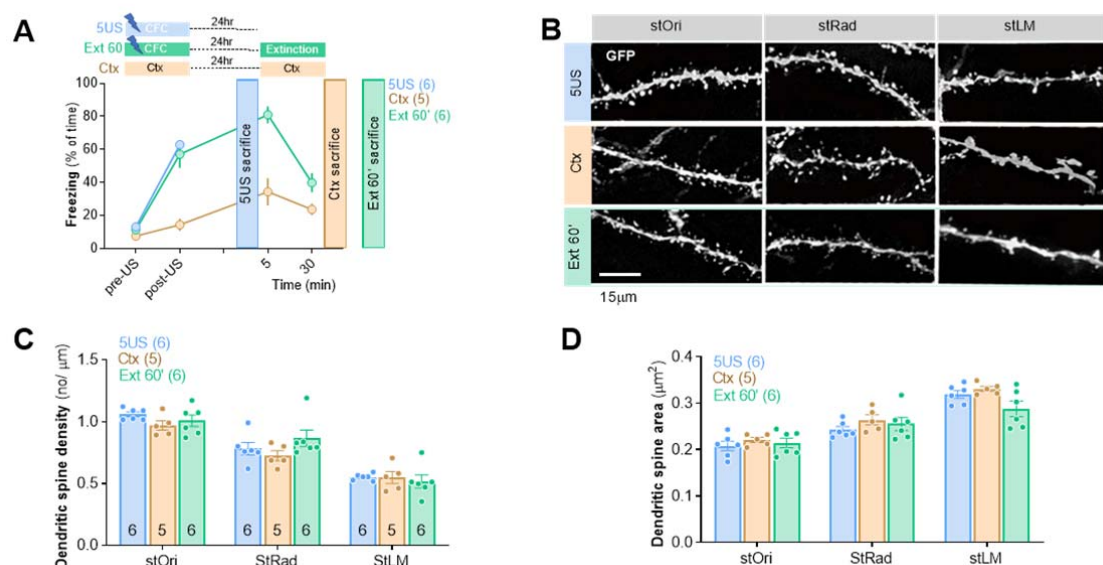 A
24hr
5US
CFC
24hr
Ext 60
CFC
Extinction
24hr
Ctx
Ctx
Ctx
100
80
60
40
20
0
Freezing (% of time)
5US sacrifice
Ctx sacrifice
Ext 60' sacrifice
5US (6)
Ctx (5)
Ext 60' (6)
pre-US
post-US
5
30
Time (min)
B
stOri
stRad
stLM
GFP
5US
Ctx
Ext 60'
15μm
C
5US (6)
Ctx (5)
Ext 60' (6)
Dendritic spine density (no/ μm)
1.5
1.0
0.5
0.0
6 5 6 6 5 6 6 5 6
stOri
StRad
StLM
D
5US (6)
Ctx (5)
Ext 60' (6)
Dendritic spine area (μm²)
0.4
0.3
0.2
0.1
0.0
stOri
StRad
stLM